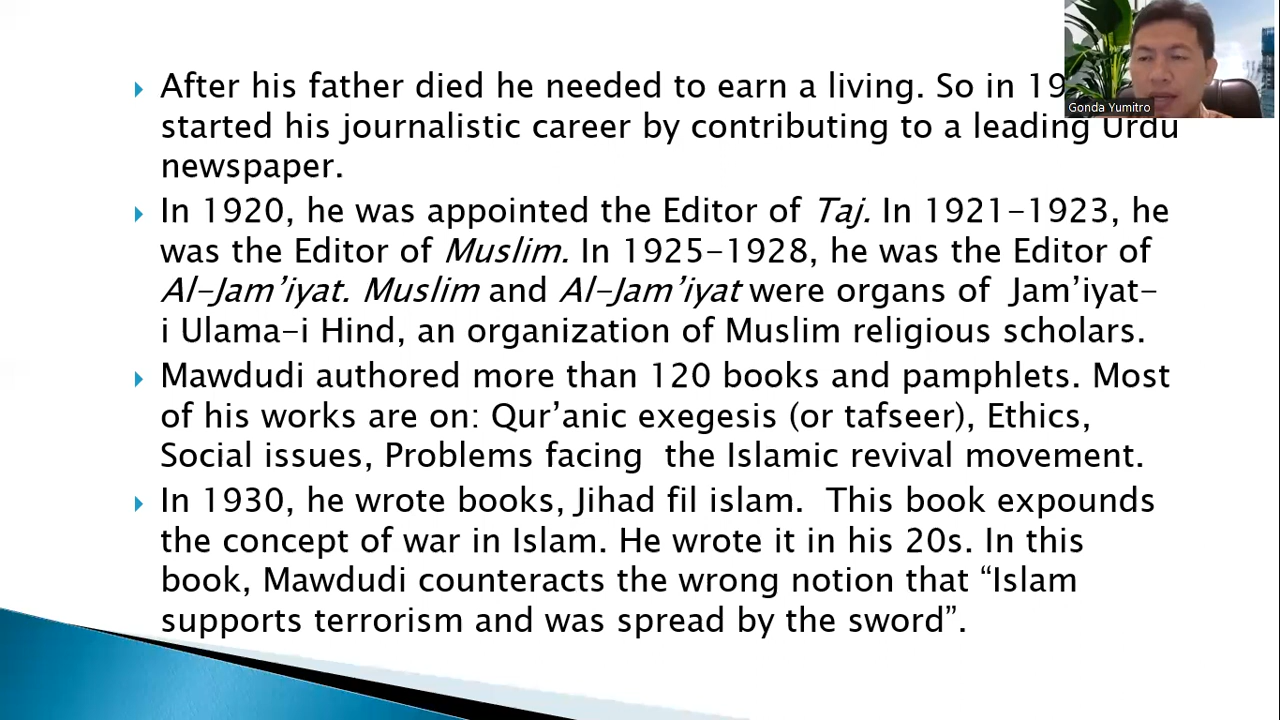 After his father died he needed to earn a living. So in
started his journalistic career by contributing to a leading Urdu
newspaper.
In 1920, he was appointed the Editor of Taj. In 1921-1923, he
was the Editor of Muslim. In 1925-1928, he was the Editor of
Al-Jam’iyat. Muslim and Al-Jam’iyat were organs of Jam’iyat-
i Ulama-i Hind, an organization of Muslim religious scholars.
Mawdudi authored more than 120 books and pamphlets. Most
of his works are on: Qur’anic exegesis (or tafseer), Ethics,
Social issues, Problems facing the Islamic revival movement.
In 1930, he wrote books, Jihad fil islam. This book expounds
the concept of war in Islam. He wrote it in his 20s. In this
book, Mawdudi counteracts the wrong notion that “Islam
supports terrorism and was spread by the sword”.
Gonda Yumitro